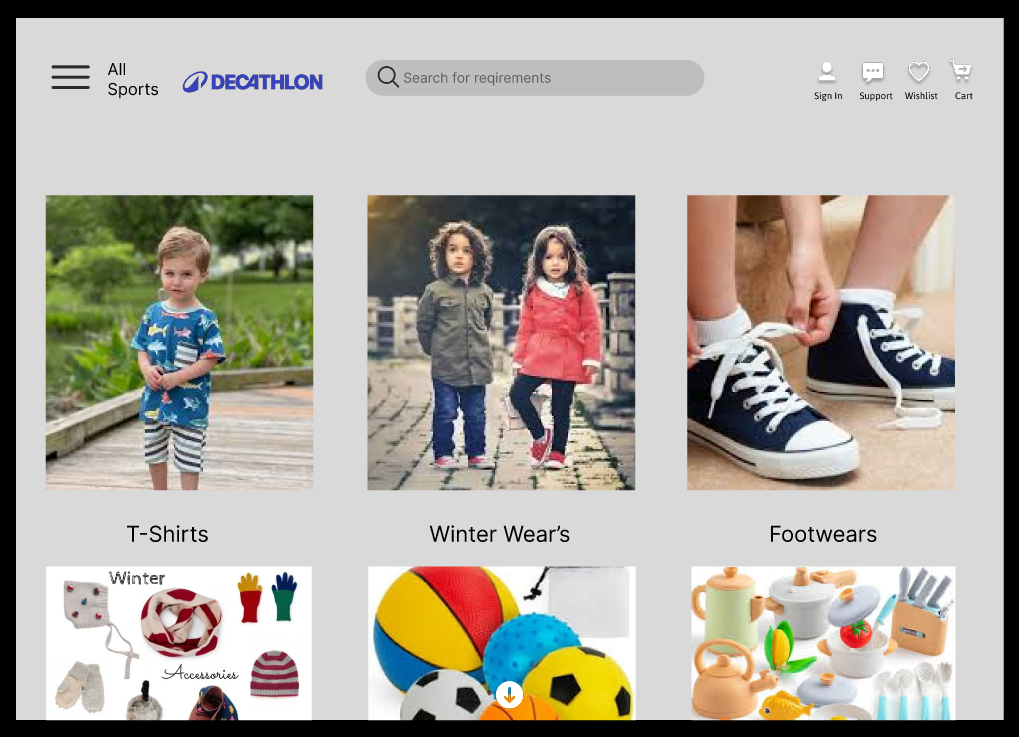 All
Sports
DECATHLON
Search for reqirements
Sign In
Support
Wishlist
Cart
T-Shirts
Winter Wear’s
Footwears
Winter
Accessories